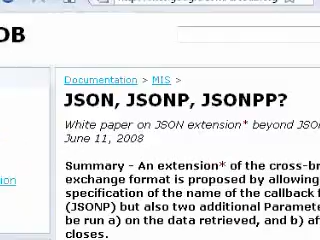 OB
Documentation > MIS >
JSON, JSONP, JSONPP?
White paper on JSON extension* beyond JSO
June 11, 2008
ion
Summary - An extension* of the cross-br
exchange format is proposed by allowing
specification of the name of the callback f
(JSONP) but also two additional Paramete
be run a) on the data retrieved, and b) af
closes.